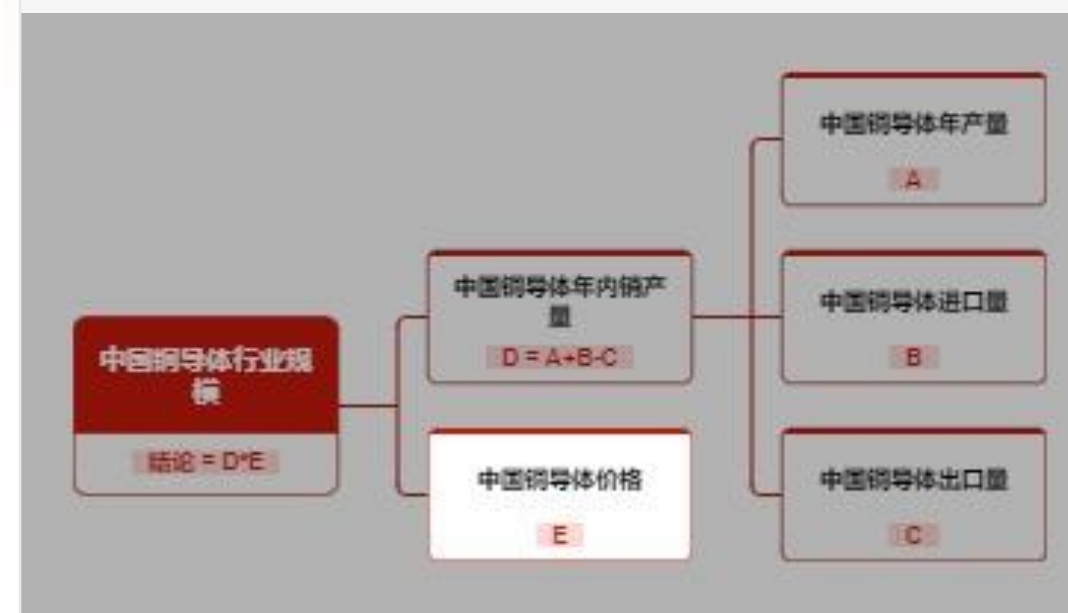 中国铜导体年产量
A
中国铜导体年内销产
量
D = A+B-C
中国铜导体进口量
B
中国铜导体行业规
模
结论 = D*E
中国铜导体价格
E
中国铜导体出口量
C